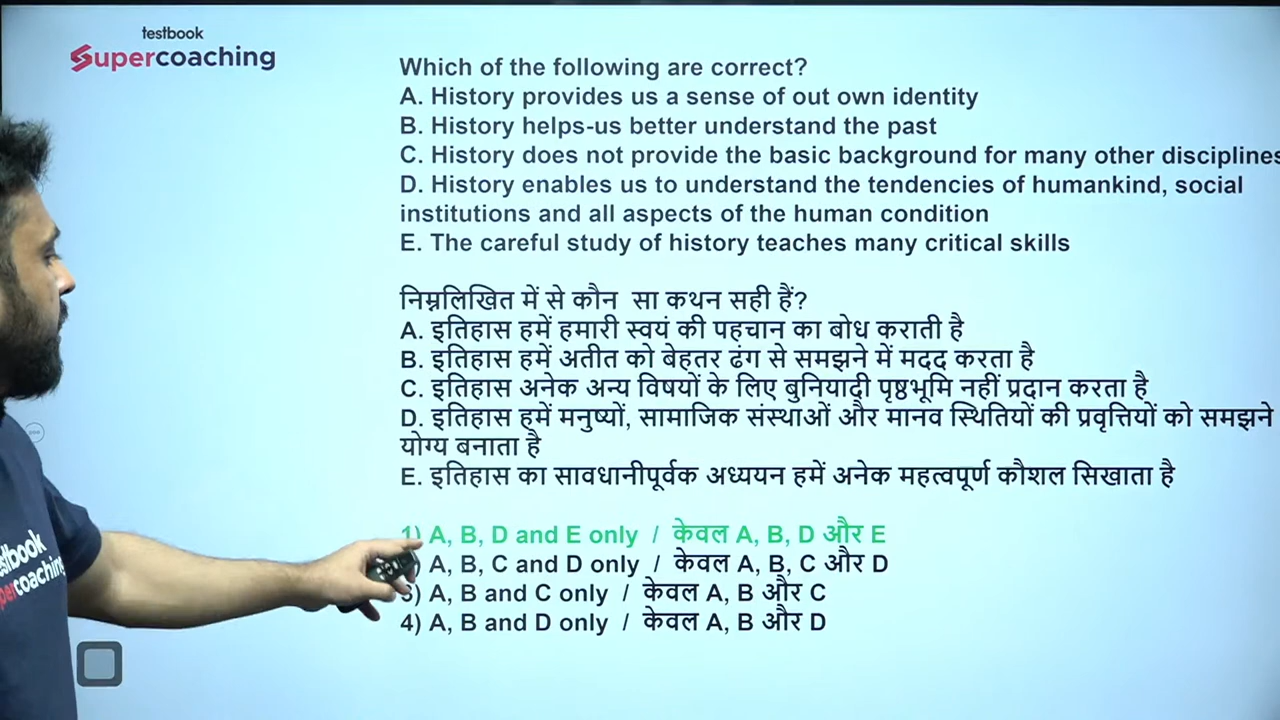 testbook
Supercoaching
Which of the following are correct?
A. History provides us a sense of out own identity
B. History helps-us better understand the past
C. History does not provide the basic background for many other disciplines
D. History enables us to understand the tendencies of humankind, social
institutions and all aspects of the human condition
E. The careful study of history teaches many critical skills
निम्नलिखित में से कौन सा कथन सही हैं?
A. इतिहास हमें हमारी स्वयं की पहचान का बोध कराती है
B. इतिहास हमें अतीत को बेहतर ढंग से समझने में मदद करता है
C. इतिहास अनेक अन्य विषयों के लिए बुनियादी पृष्ठभूमि नहीं प्रदान करता है
D. इतिहास हमें मनुष्यों, सामाजिक संस्थाओं और मानव स्थितियों की प्रवृत्तियों को समझने
योग्य बनाता है
E. इतिहास का सावधानीपूर्वक अध्ययन हमें अनेक महत्वपूर्ण कौशल सिखाता है
1) A, B, D and E only / केवल A, B, D और E
A, B, C and D only / केवल A, B, C और D
3) A, B and C only / केवल A, B और C
4) A, B and D only / केवल A, B और D